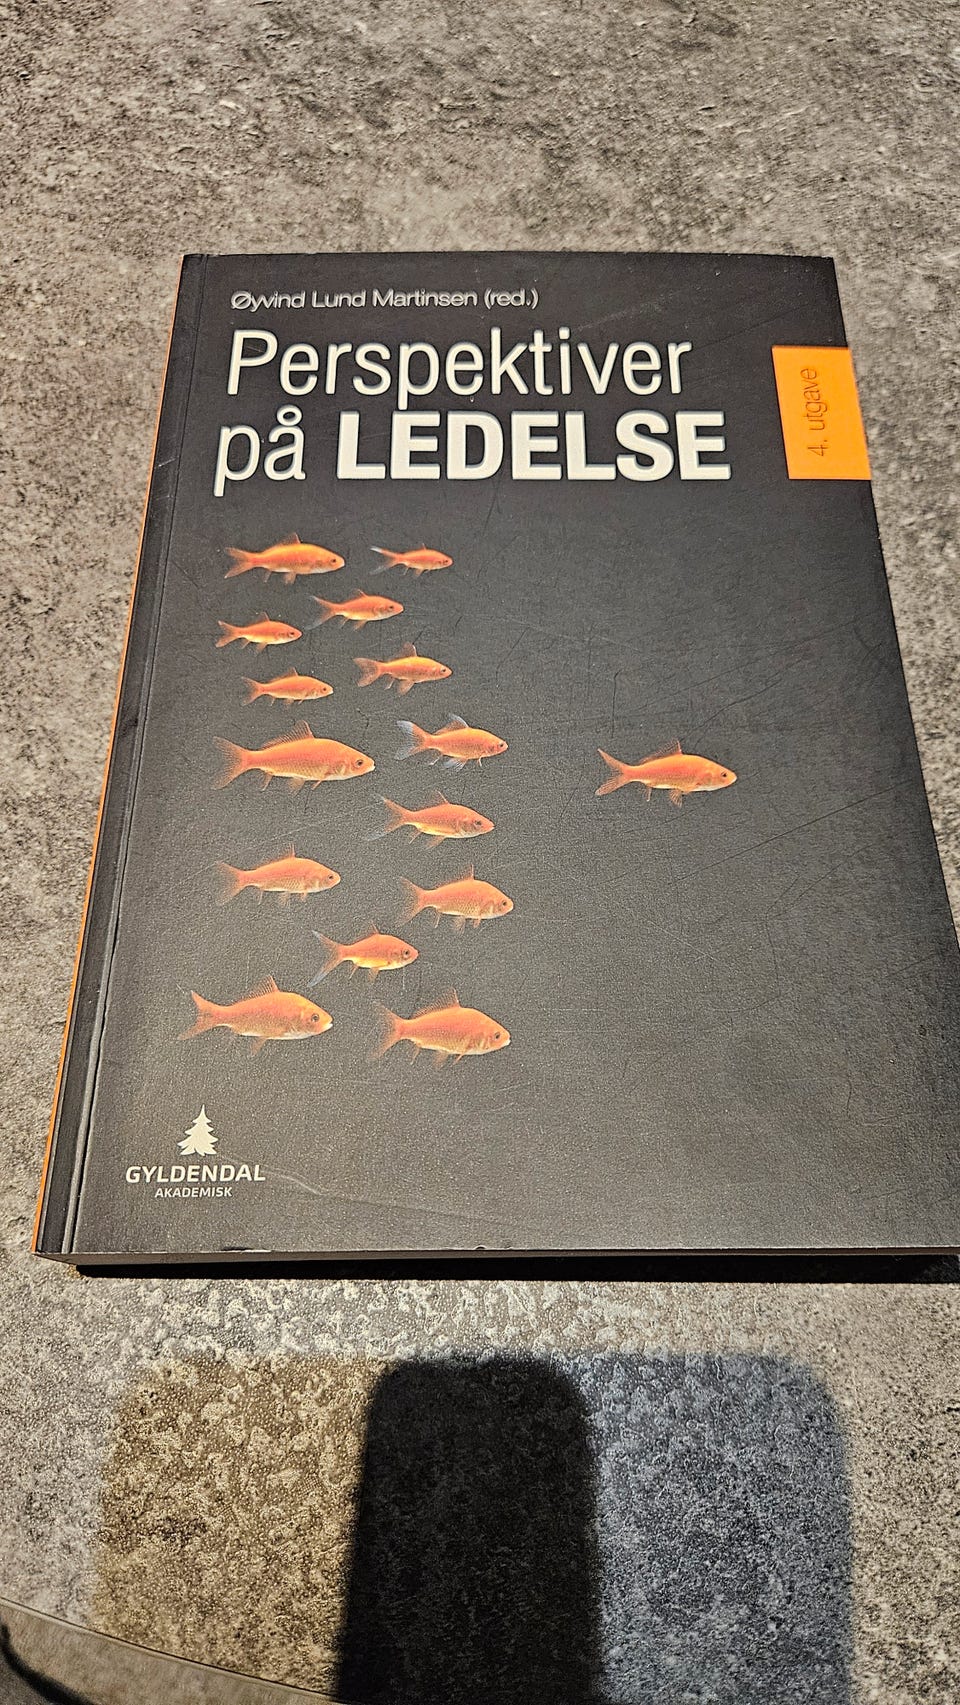 Øyvind Lund Martinsen (red.)
Perspektiver
på LEDELSE
4. utgave
GYLDENDAL
AKADEMISK